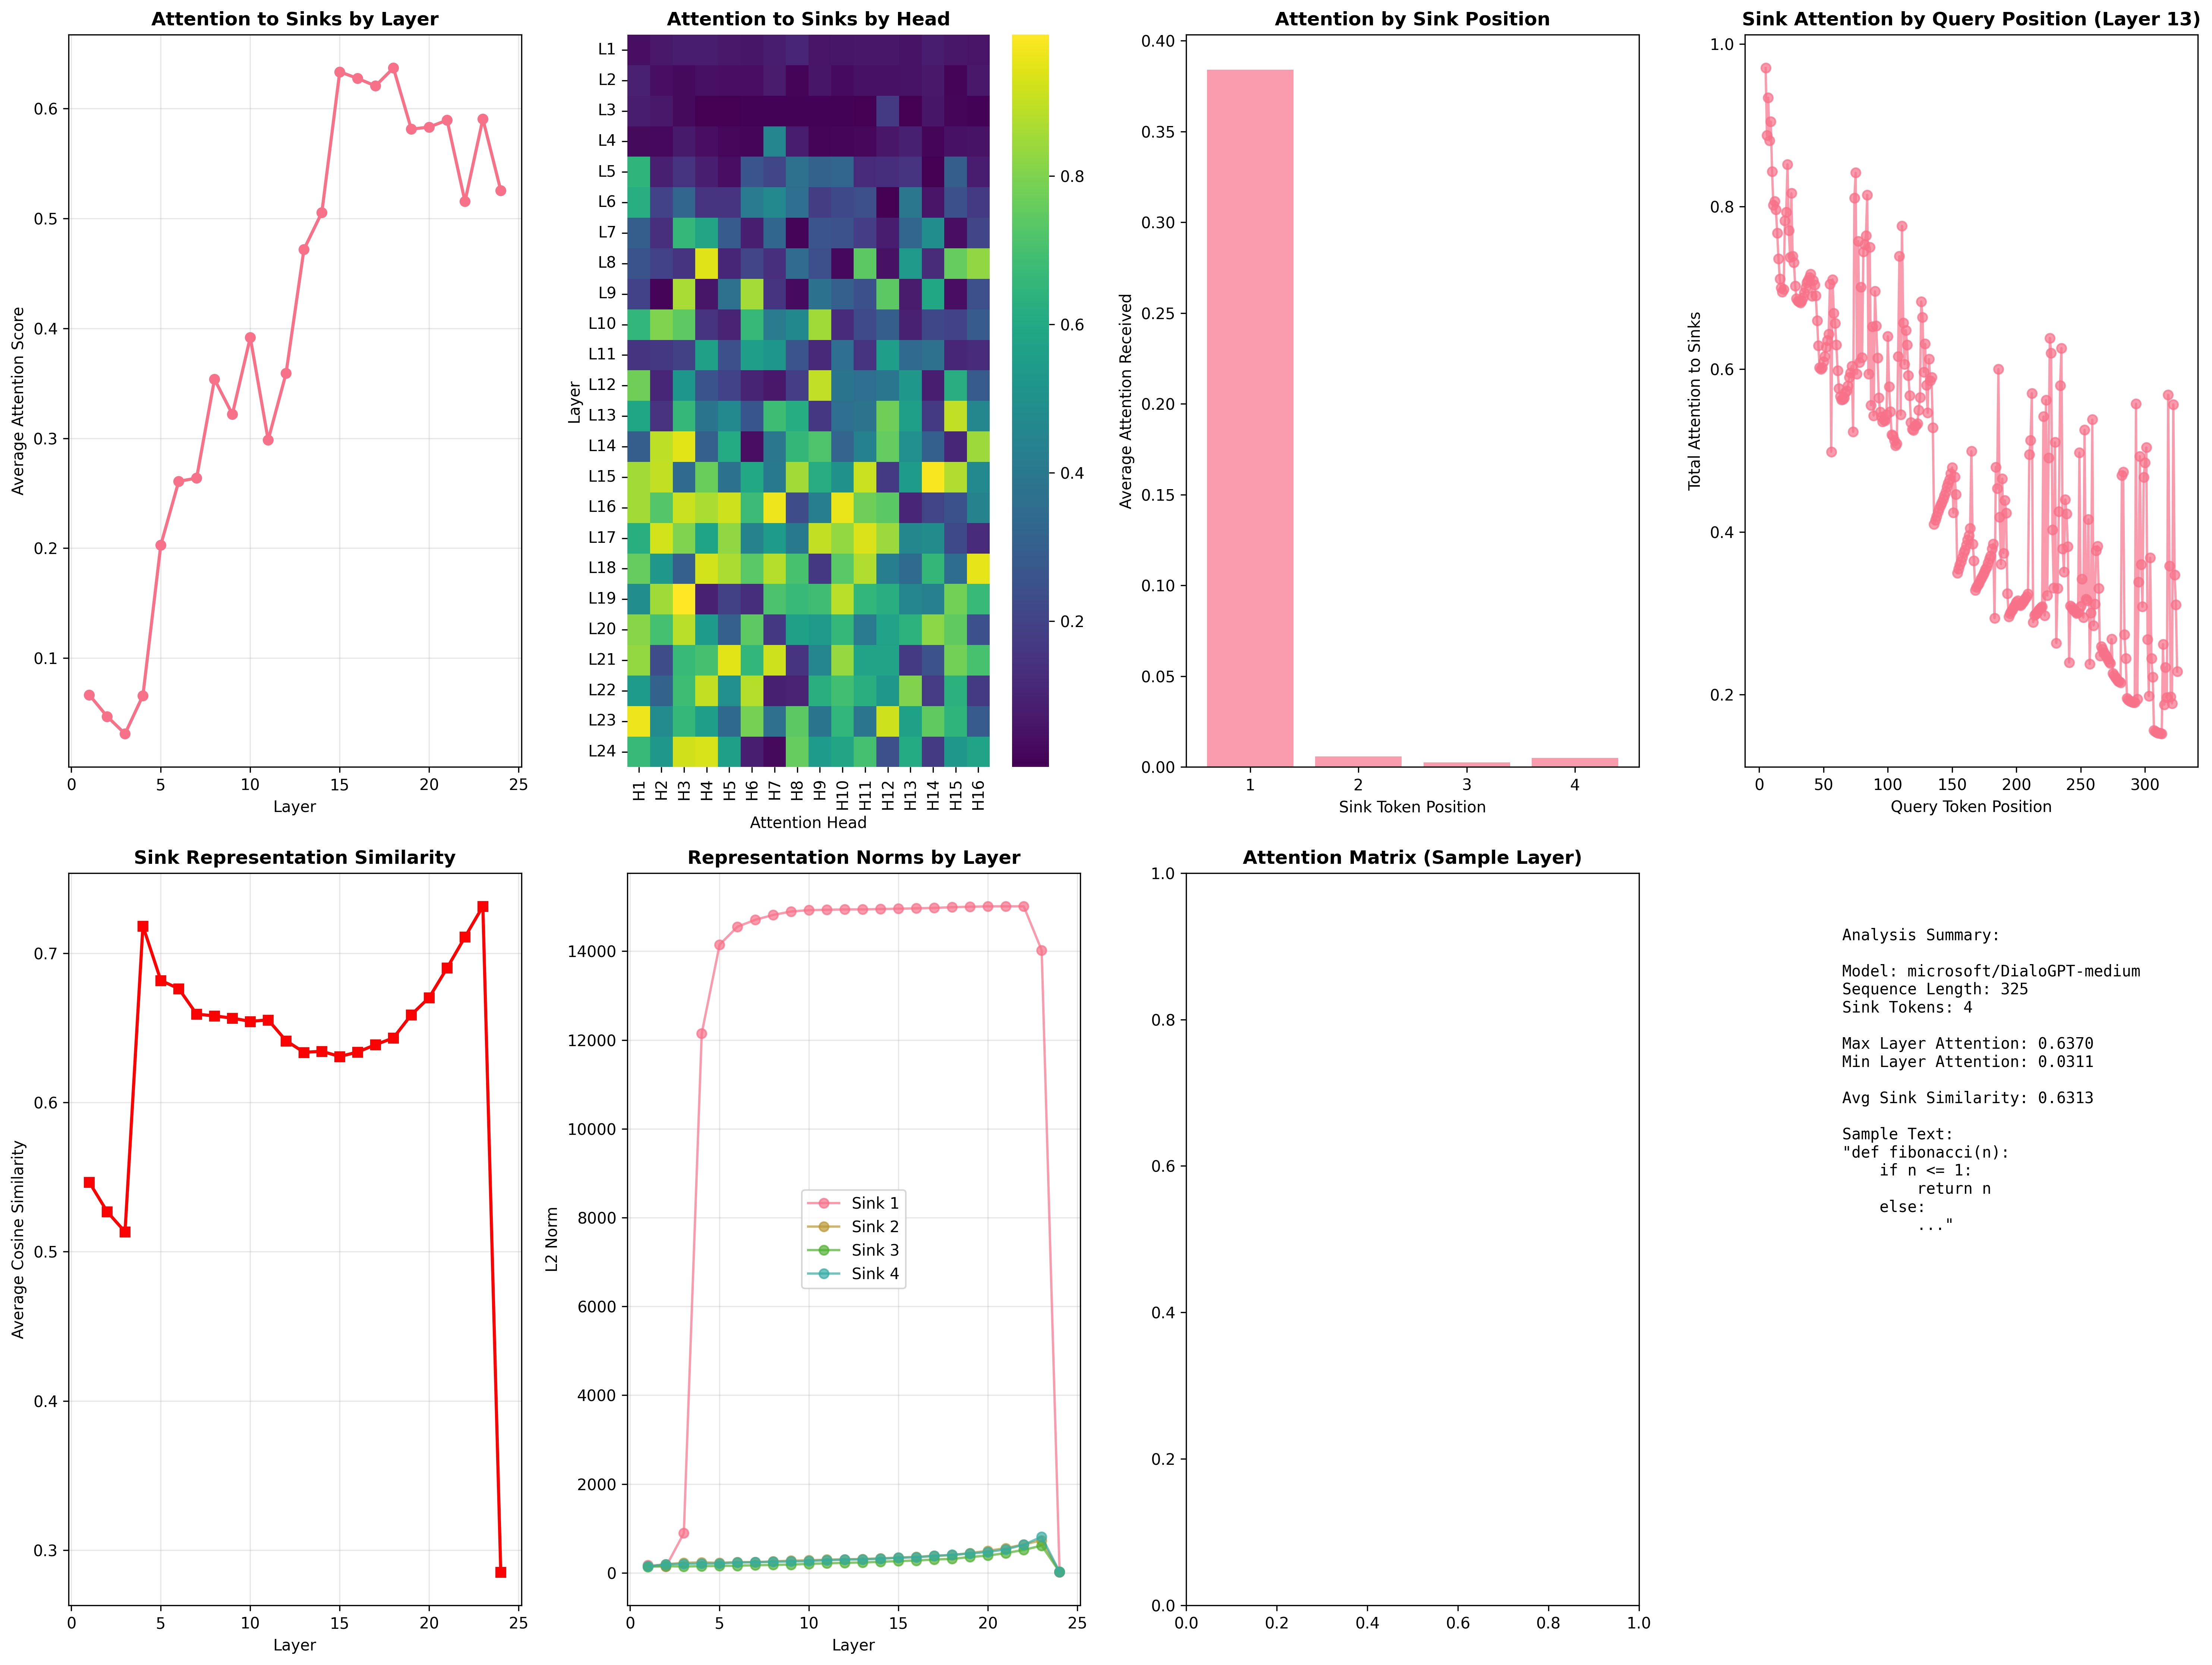 Attention to Sinks by Layer
Average Attention Score
0.6
0.5
0.4
0.3
0.2
0.1
0 5 10 15 20 25
Layer
Attention to Sinks by Head
Layer
L1
L2
L3
L4
L5
L6
L7
L8
L9
L10
L11
L12
L13
L14
L15
L16
L17
L18
L19
L20
L21
L22
L23
L24
H1 H2 H3 H4 H5 H6 H7 H8 H9 H10 H11 H12 H13 H14 H15 H16
Attention Head
0.8
0.6
0.4
0.2
Attention by Sink Position
Average Attention Received
0.40
0.35
0.30
0.25
0.20
0.15
0.10
0.05
0.00
1 2 3 4
Sink Token Position
Sink Attention by Query Position (Layer 13)
Total Attention to Sinks
1.0
0.8
0.6
0.4
0.2
0 50 100 150 200 250 300
Query Token Position
Sink Representation Similarity
Average Cosine Similarity
0.7
0.6
0.5
0.4
0.3
0 5 10 15 20 25
Layer
Representation Norms by Layer
L2 Norm
14000
12000
10000
8000
6000
4000
2000
0
Sink 1
Sink 2
Sink 3
Sink 4
0 5 10 15 20 25
Layer
Attention Matrix (Sample Layer)
1.0
0.8
0.6
0.4
0.2
0.0
0.0 0.2 0.4 0.6 0.8 1.0
Analysis Summary:
Model: microsoft/DialoGPT-medium
Sequence Length: 325
Sink Tokens: 4
Max Layer Attention: 0.6370
Min Layer Attention: 0.0311
Avg Sink Similarity: 0.6313
Sample Text:
"def fibonacci(n):
    if n <= 1:
        return n
    else:
        ..."